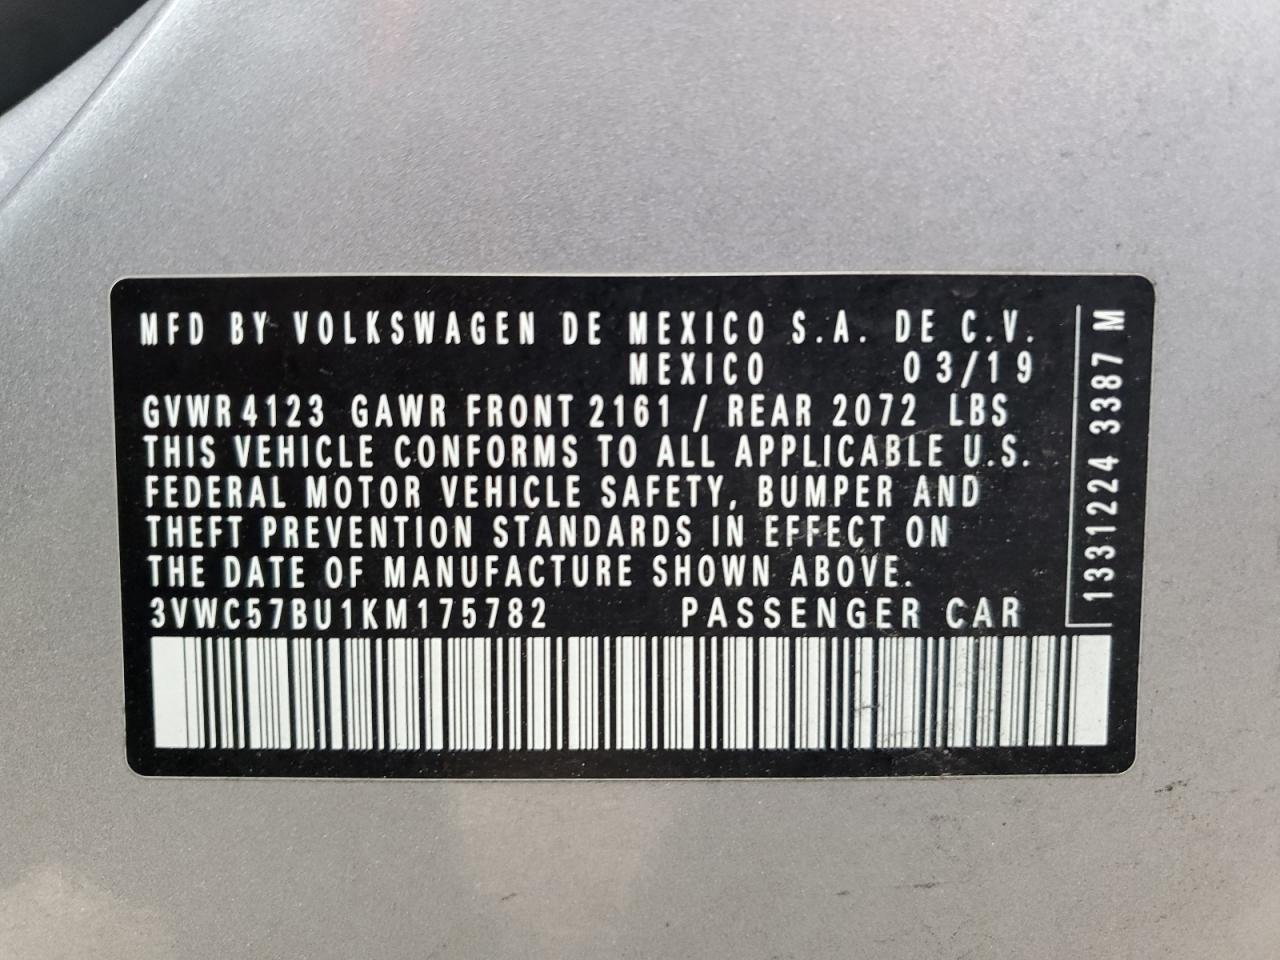 MFD BY VOLKSWAGEN DE MEXICO S.A. DE C.V.
MEXICO 03/19
GVWR 4123 GAWR FRONT 2161 / REAR 2072 LBS
THIS VEHICLE CONFORMS TO ALL APPLICABLE U.S.
FEDERAL MOTOR VEHICLE SAFETY, BUMPER AND
THEFT PREVENTION STANDARDS IN EFFECT ON
THE DATE OF MANUFACTURE SHOWN ABOVE.
3VWC57BU1KM175782 PASSENGER CAR
1331224 3387 M